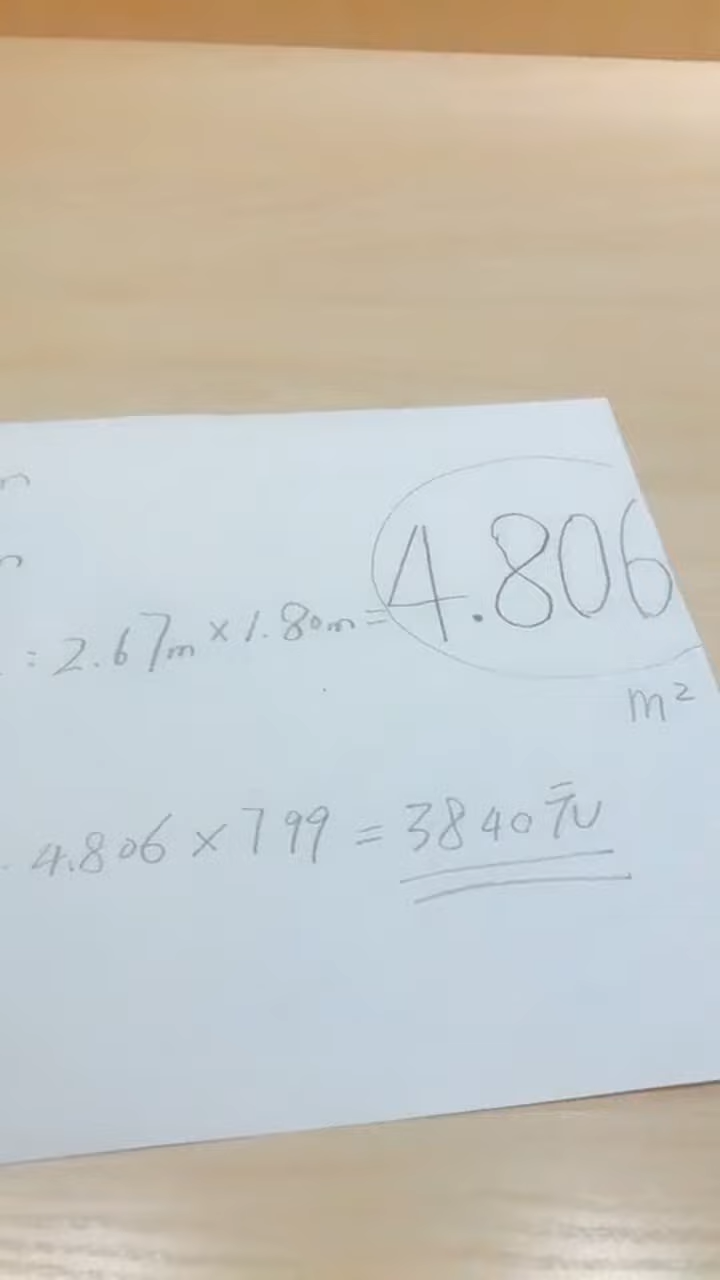 m
m
: 2.67m × 1.80m = 4.806
m²
4.806 × 799 = 3840元